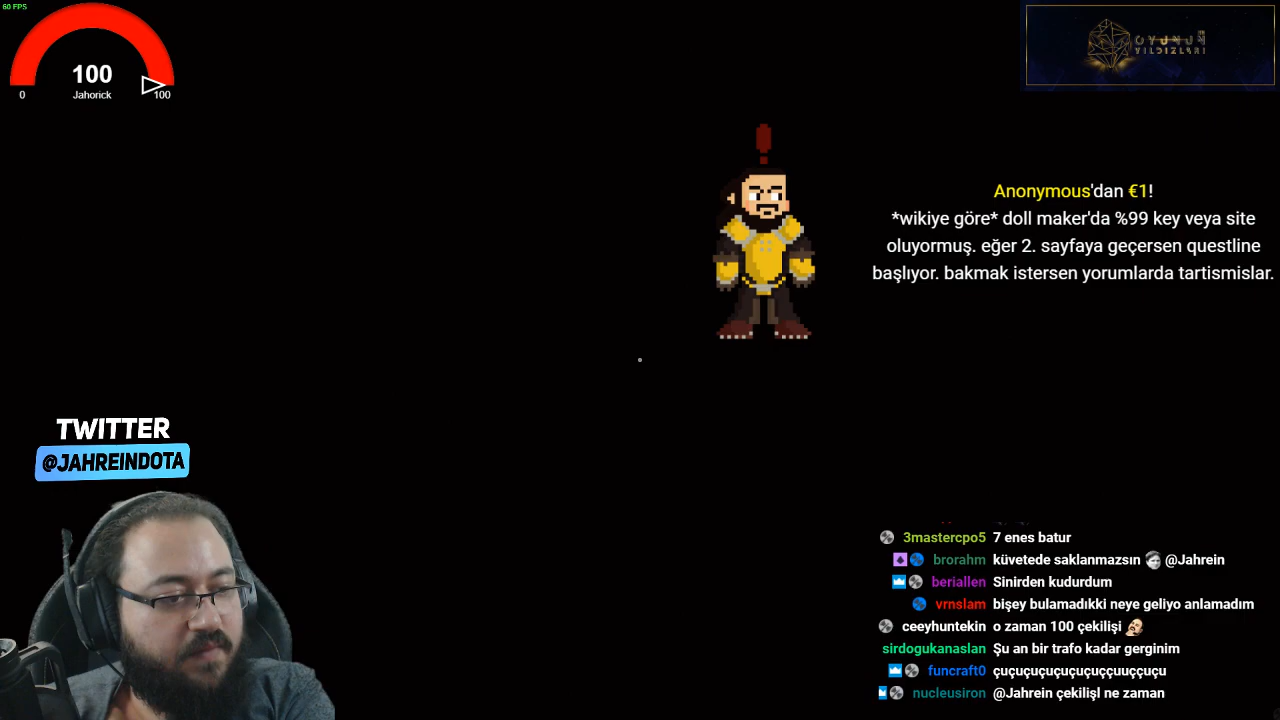 60 FPS
100
Jahorick
0
100
OYUNUN
YILDIZLARI
Anonymous'dan €1!
*wikiye göre* doll maker'da %99 key veya site
oluyormuş. eğer 2. sayfaya geçersen questline
başlıyor. bakmak istersen yorumlarda tartismislar.
TWITTER
@JAHREINDOTA
3mastercpo5 7 enes batur
brorahm küvetede saklanmazsın @Jahrein
beriallen Sinirden kudurdum
vrnslam bişey bulamadıkki neye geliyo anlamadım
ceeyhuntekin o zaman 100 çekilişi
sirdogukanaslan Şu an bir trafo kadar gerginim
funcraft0 çuçuçuçuçuçuçuççuuççuçu
nucleusiron @Jahrein çekilişl ne zaman